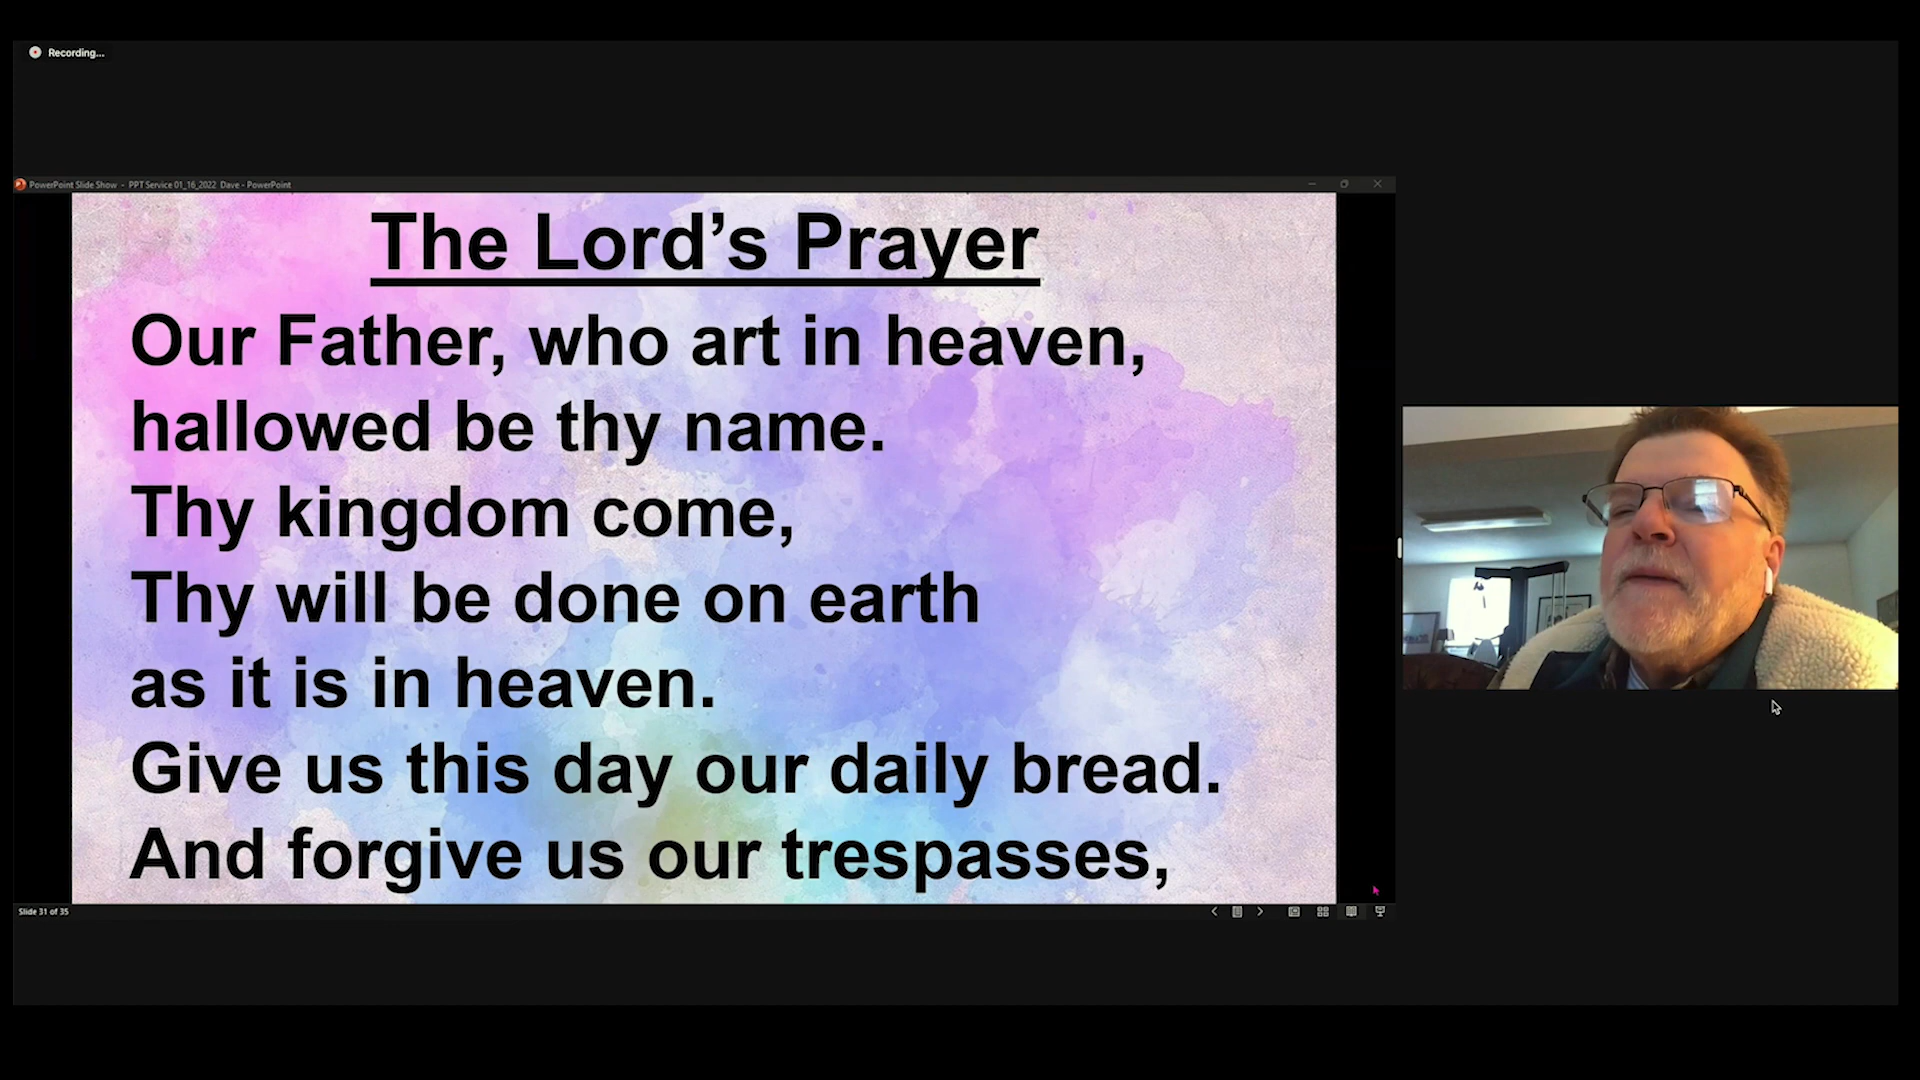 Recording...
PowerPoint Slide Show - PPT Service 01_16_2022 Dave - PowerPoint
The Lord’s Prayer
Our Father, who art in heaven,
hallowed be thy name.
Thy kingdom come,
Thy will be done on earth
as it is in heaven.
Give us this day our daily bread.
And forgive us our trespasses,
Slide 31 of 35